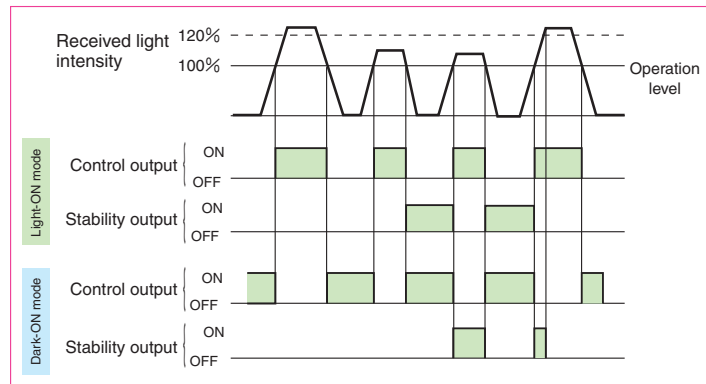 Received light
intensity
120%
100%
Operation
level
Light-ON mode
Control output
ON
OFF
Stability output
ON
OFF
Dark-ON mode
Control output
ON
OFF
Stability output
ON
OFF